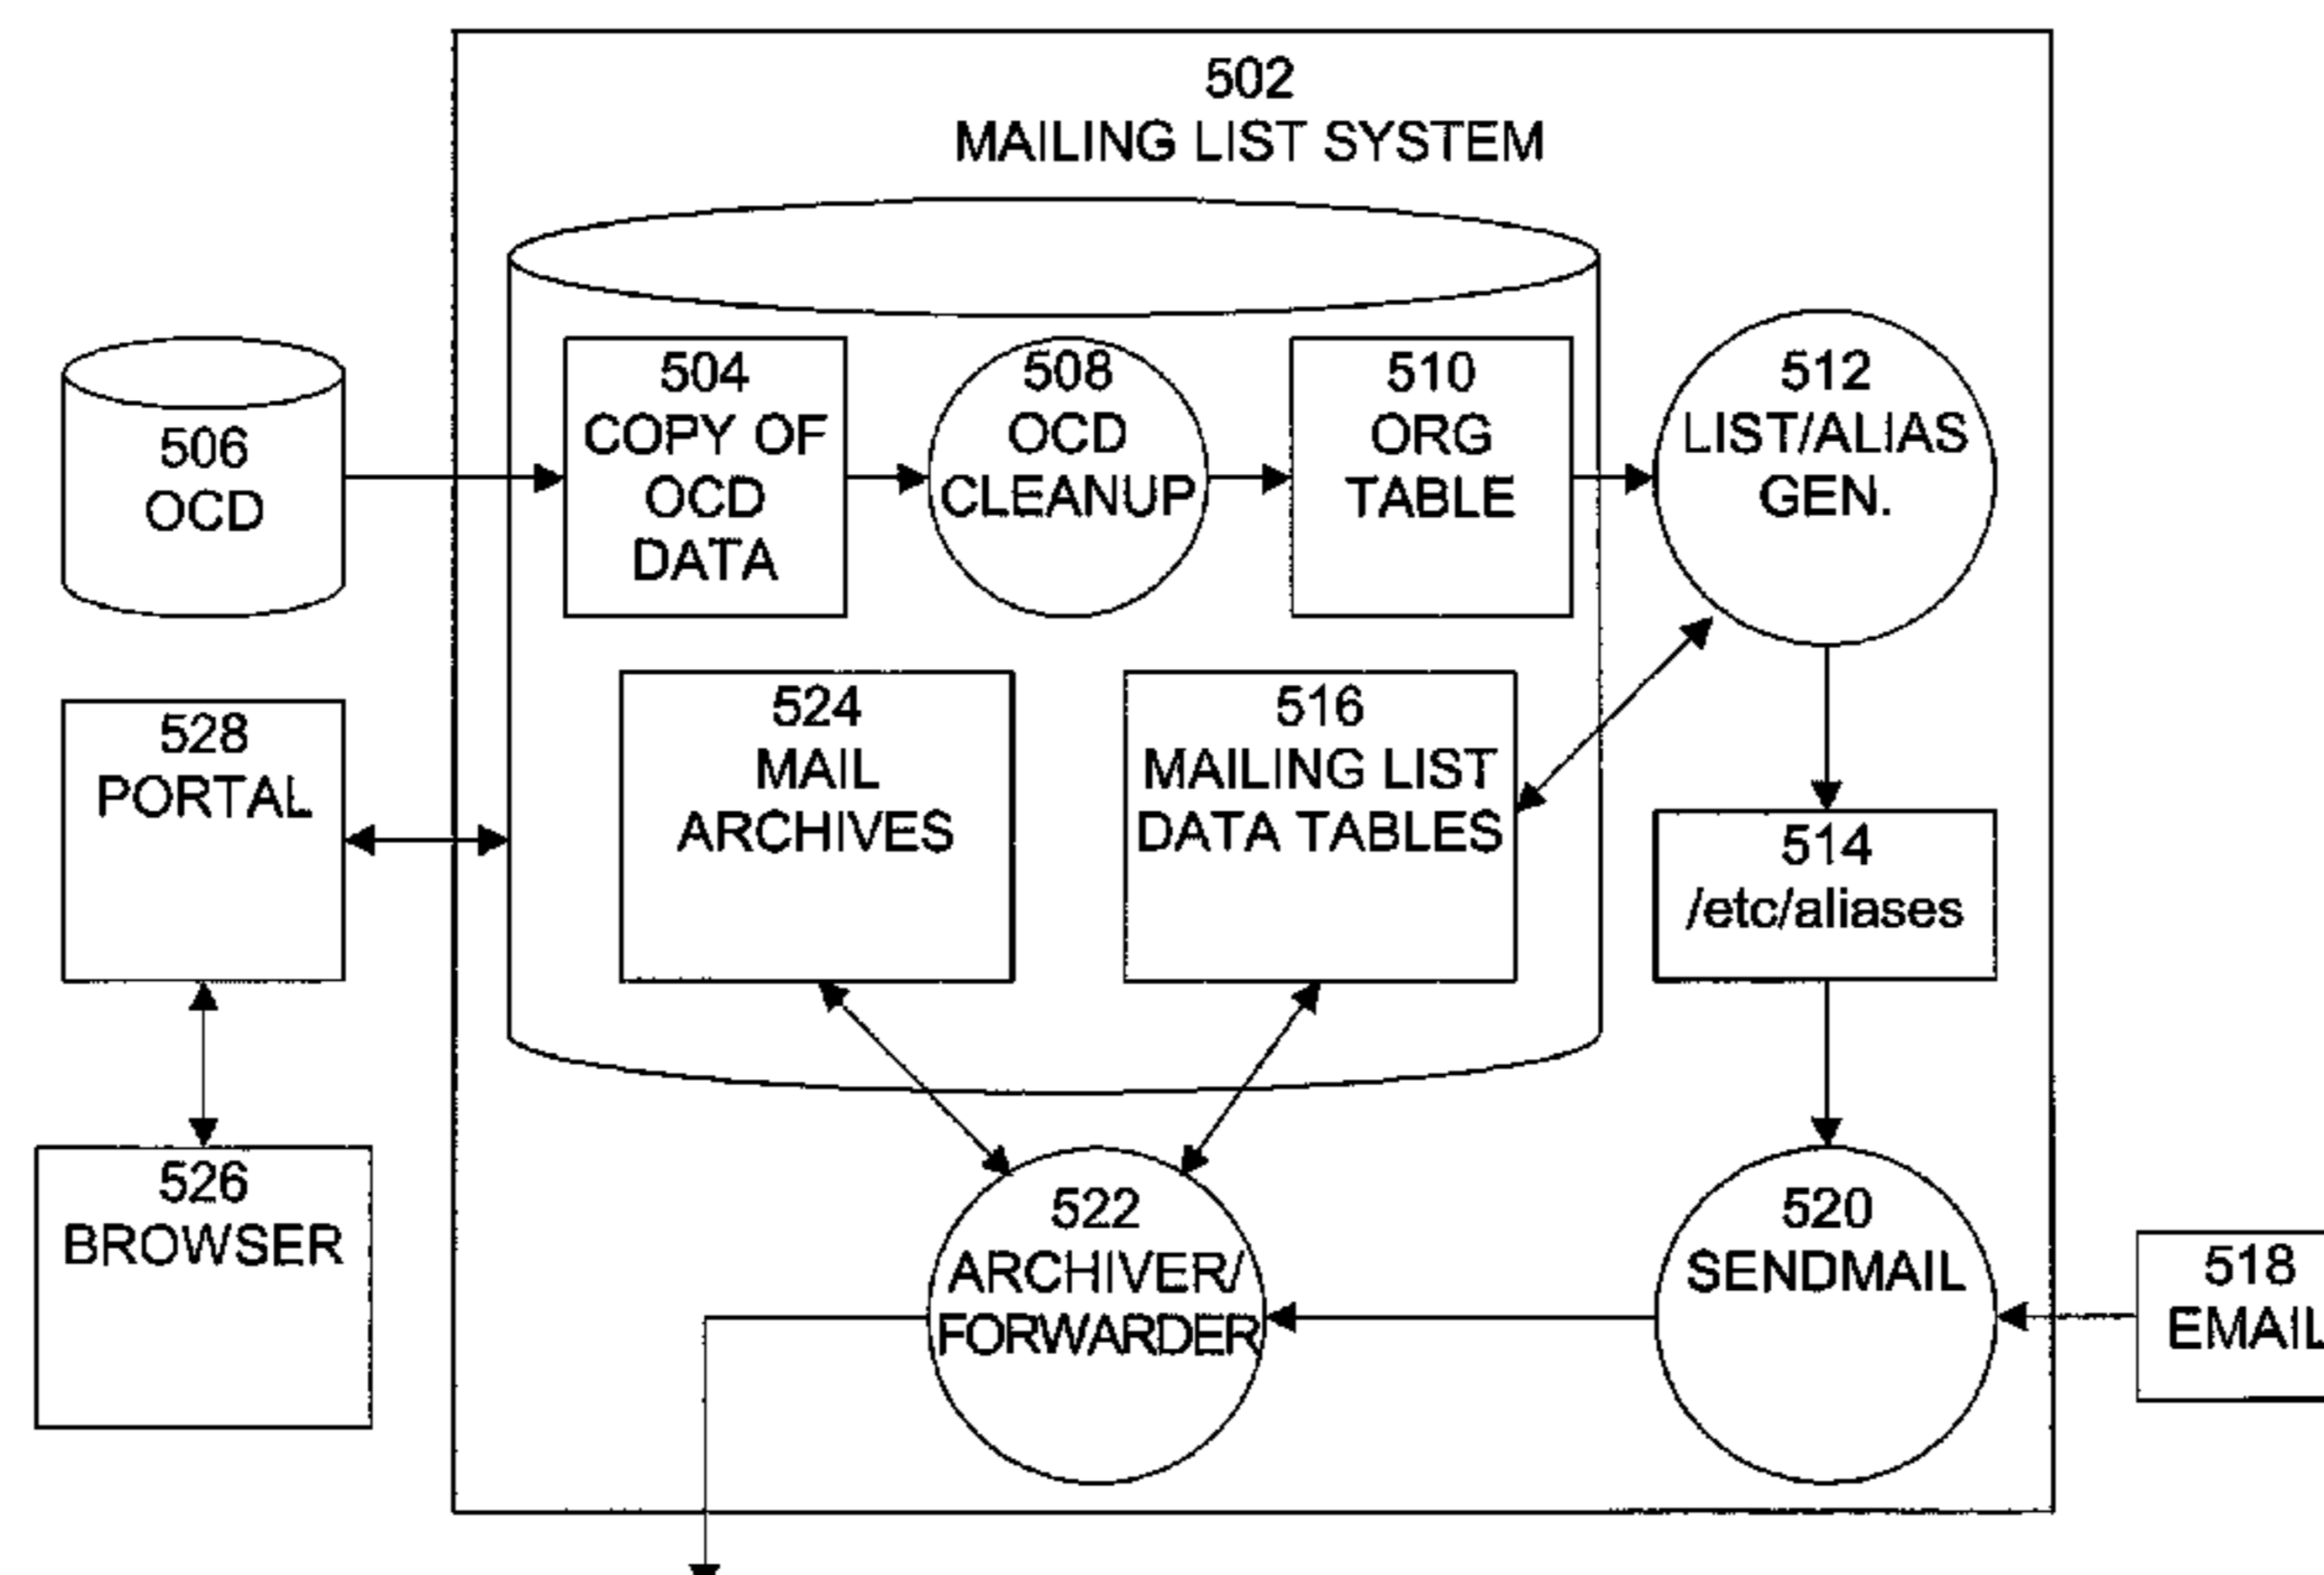 502
MAILING LIST SYSTEM
506
OCD
504
COPY OF
OCD
DATA
508
OCD
CLEANUP
510
ORG
TABLE
512
LIST/ALIAS
GEN.
528
PORTAL
524
MAIL
ARCHIVES
516
MAILING LIST
DATA TABLES
514
/etc/aliases
526
BROWSER
522
ARCHIVER/
FORWARDER
520
SENDMAIL
518
EMAIL